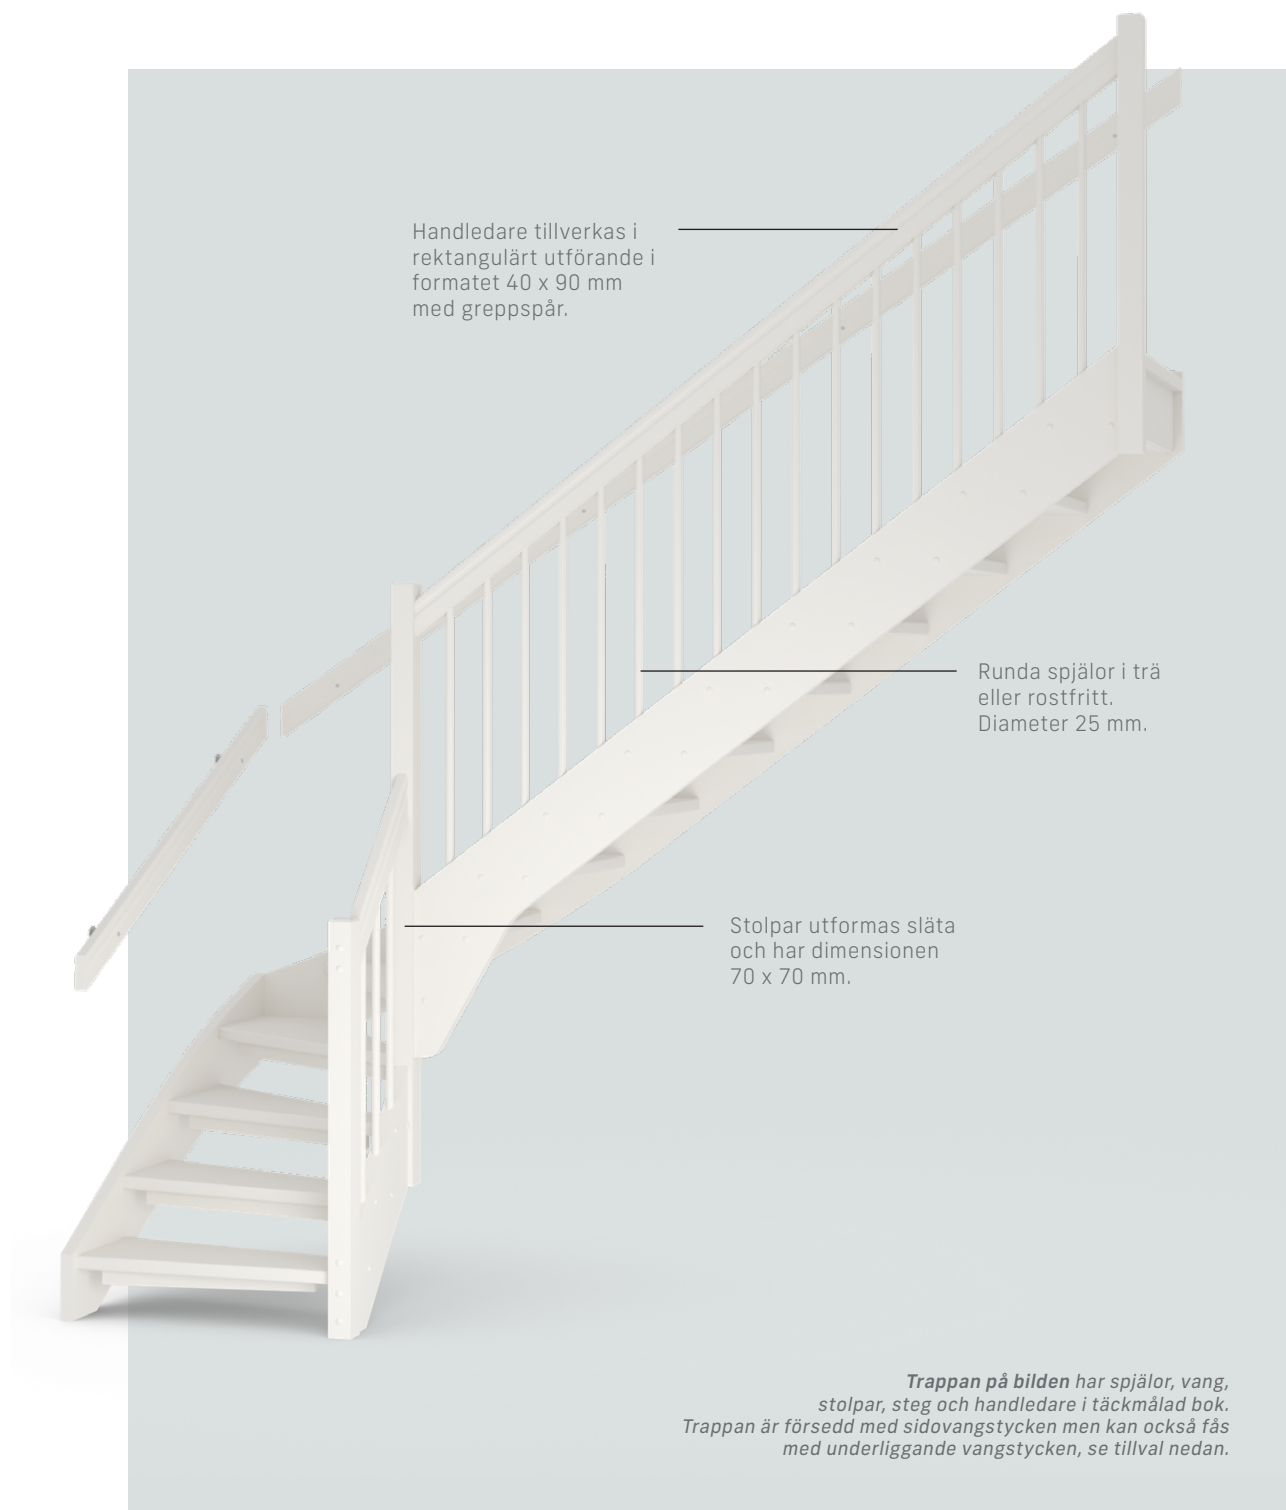 Handledare tillverkas i
rektangulärt utförande i
formatet 40 x 90 mm
med greppspår.
Runda spjälor i trä
eller rostfritt.
Diameter 25 mm.
Stolpar utformas släta
och har dimensionen
70 x 70 mm.
Trappan på bilden har spjälor, vang,
stolpar, steg och handledare i täckmålad bok.
Trappan är försedd med sidovangstycken men kan också fås
med underliggande vangstycken, se tillval nedan.